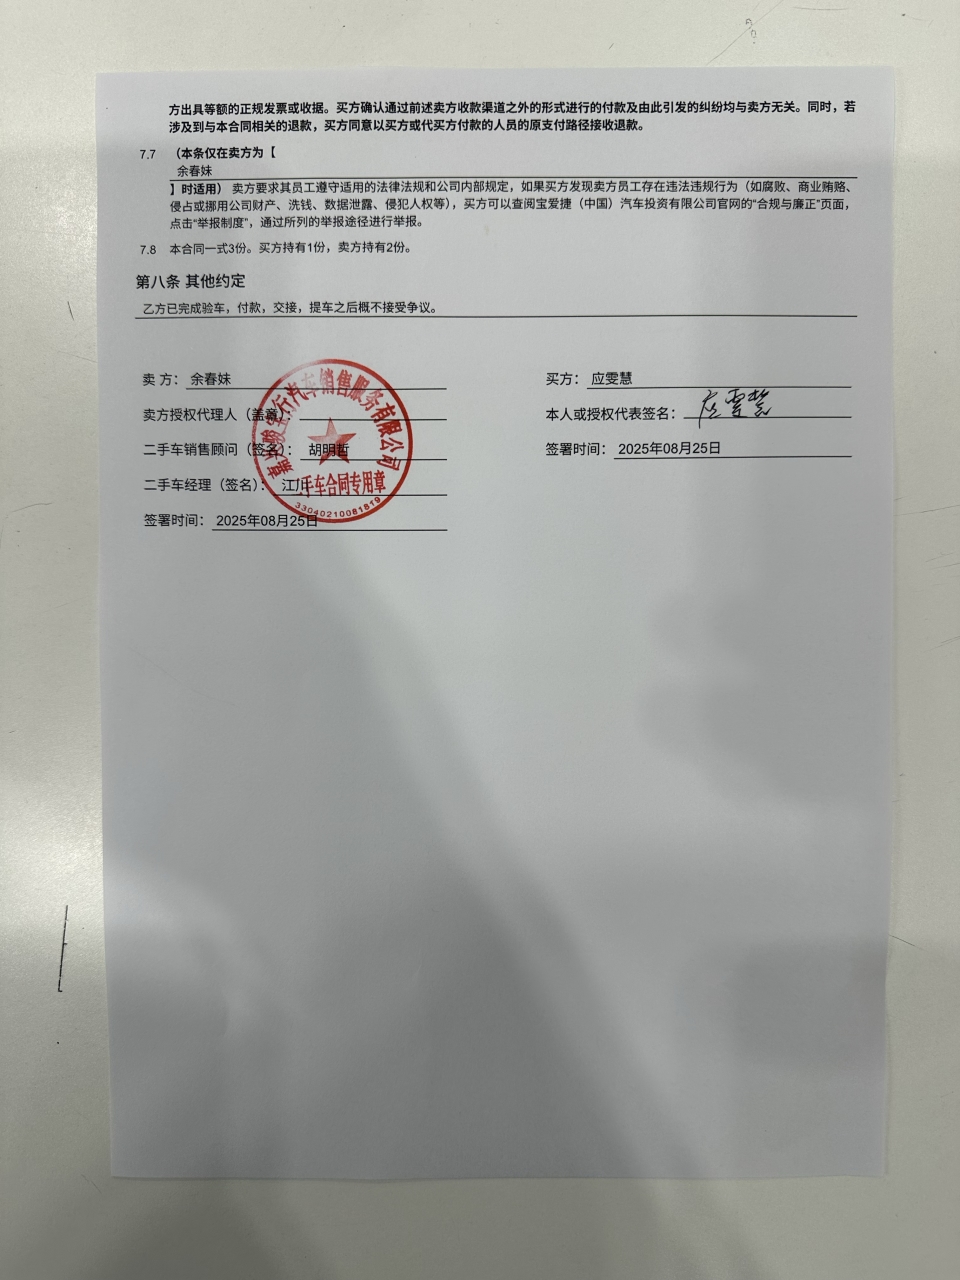 方出具等额的正规发票或收据。买方确认通过前述卖方收款渠道之外的形式进行的付款及由此引发的纠纷均与卖方无关。同时，若
涉及到与本合同相关的退款，买方同意以买方或代买方付款的人员的原支付路径接收退款。
7.7 （本条仅在卖方为【
余春妹
】时适用） 卖方要求其员工遵守适用的法律法规和公司内部规定，如果买方发现卖方员工存在违法违规行为（如腐败、商业贿赂、
侵占或挪用公司财产、洗钱、数据泄露、侵犯人权等），买方可以查阅宝爱捷（中国）汽车投资有限公司官网的“合规与廉正”页面，
点击“举报制度”，通过所列的举报途径进行举报。
7.8 本合同一式3份。买方持有1份，卖方持有2份。
第八条 其他约定
乙方已完成验车，付款，交接，提车之后概不接受争议。
卖 方： 余春妹
买方： 应雯慧
卖方授权代理人（盖章）：
本人或授权代表签名： 应雯慧
二手车销售顾问（签名）： 胡明哲
签署时间： 2025年08月25日
二手车经理（签名）： 江川
签署时间： 2025年08月25日
汽车销售服务有限公司
二手车合同专用章
33040210081819